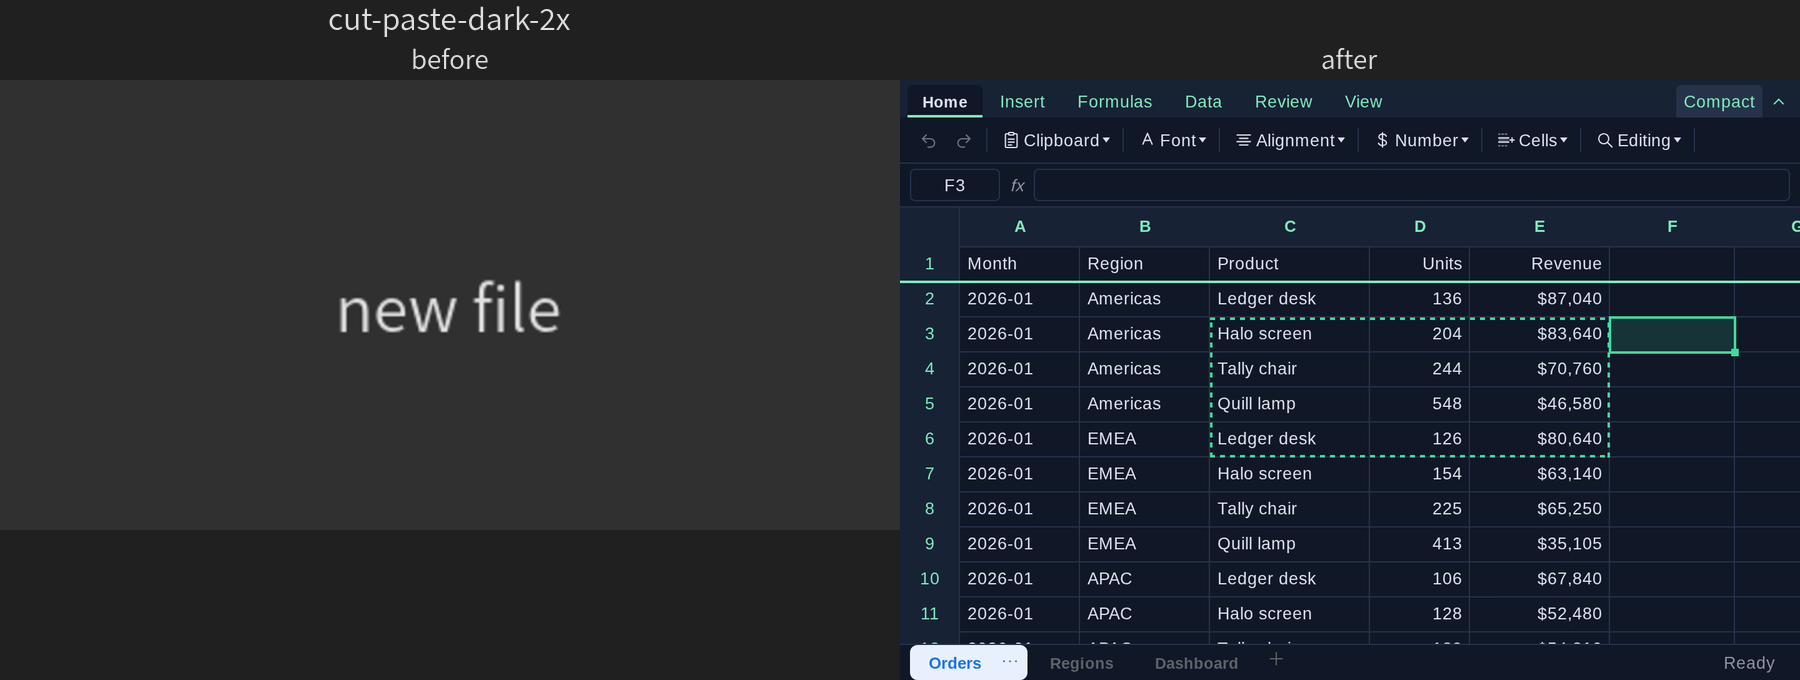 cut-paste-dark-2x
before
after
new file
Home Insert Formulas Data Review View Compact
Clipboard Font Alignment $ Number Cells Editing
F3 fx
A B C D E F G
1 Month Region Product Units Revenue
2 2026-01 Americas Ledger desk 136 $87,040
3 2026-01 Americas Halo screen 204 $83,640
4 2026-01 Americas Tally chair 244 $70,760
5 2026-01 Americas Quill lamp 548 $46,580
6 2026-01 EMEA Ledger desk 126 $80,640
7 2026-01 EMEA Halo screen 154 $63,140
8 2026-01 EMEA Tally chair 225 $65,250
9 2026-01 EMEA Quill lamp 413 $35,105
10 2026-01 APAC Ledger desk 106 $67,840
11 2026-01 APAC Halo screen 128 $52,480
Orders ... Regions Dashboard + Ready